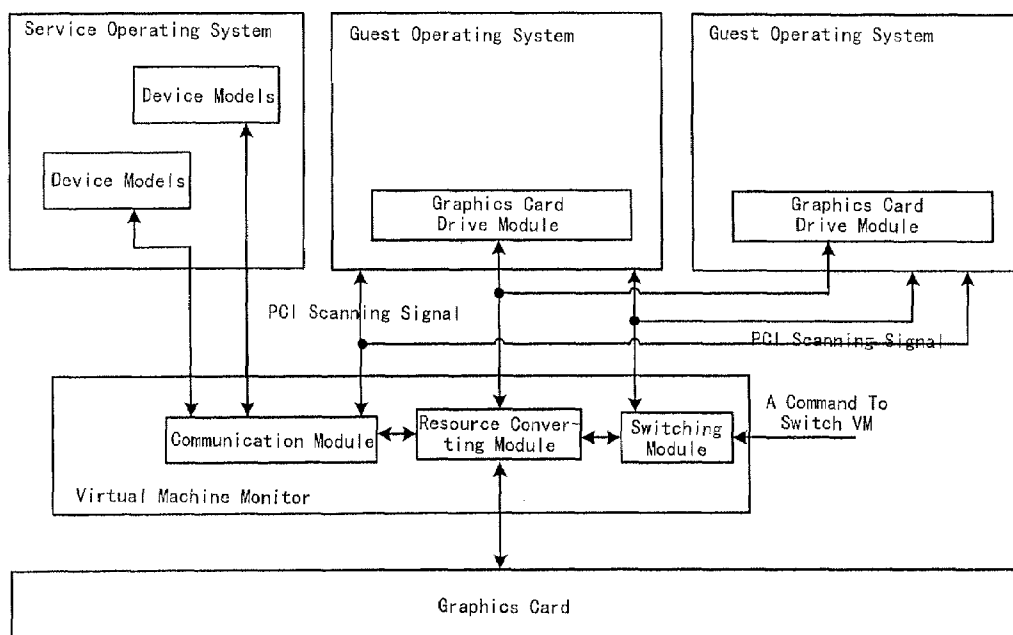 Service Operating System
Guest Operating System
Guest Operating System
Device Models
Device Models
Graphics Card
Drive Module
Graphics Card
Drive Module
PCI Scanning Signal
PCI Scanning Signal
A Command To
Switch VM
Communication Module
Resource Conver-
ting Module
Switching
Module
Virtual Machine Monitor
Graphics Card